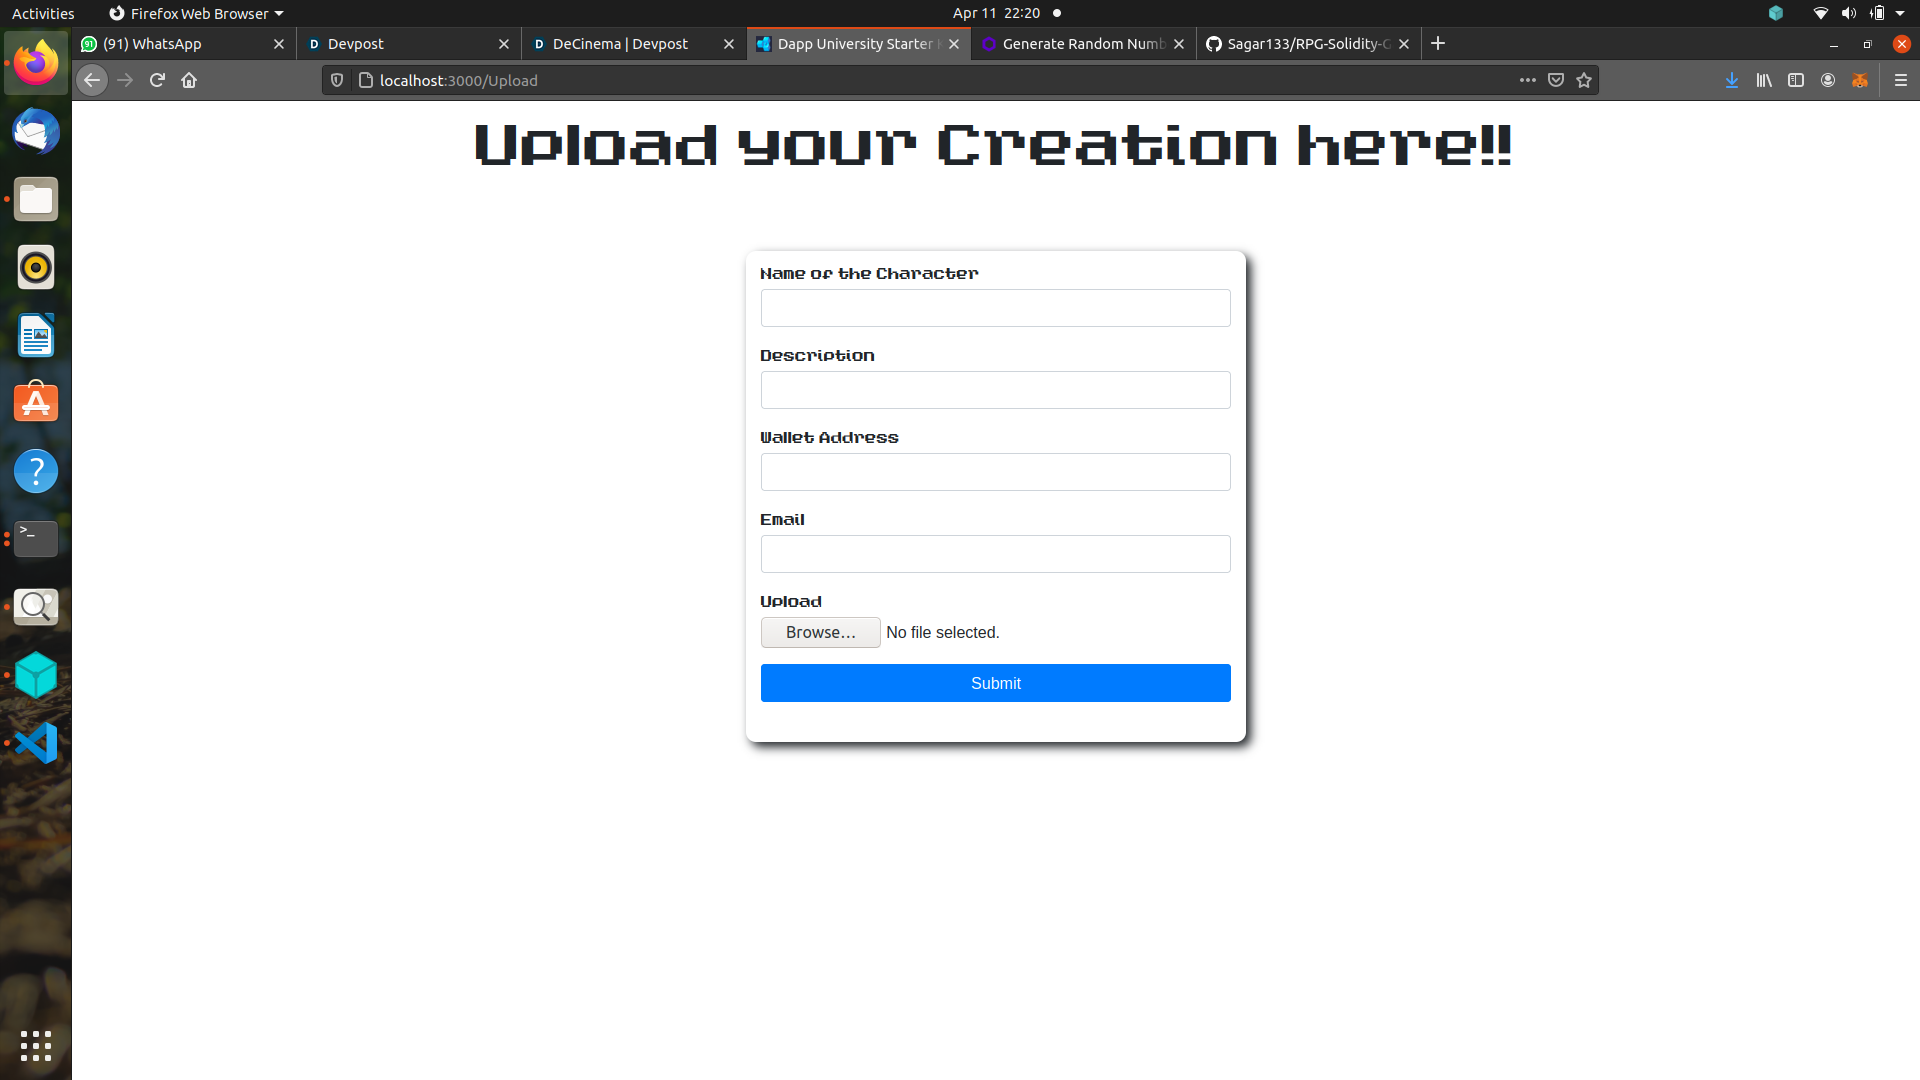 Activities
Firefox Web Browser
Apr 11 22:20
(91) WhatsApp
Devpost
DeCinema | Devpost
Dapp University Starter
Generate Random Numb
Sagar133/RPG-Solidity-
localhost:3000/Upload
Upload your Creation here!!
Name of the Character
Description
Wallet Address
Email
Upload
Browse...
No file selected.
Submit